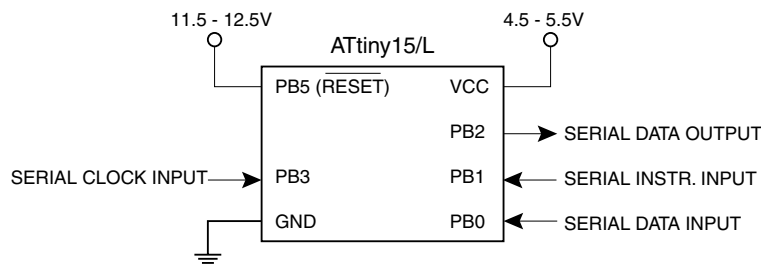 11.5 - 12.5V
4.5 - 5.5V
ATtiny15/L
PB5 (RESET)
VCC
PB2
SERIAL DATA OUTPUT
SERIAL CLOCK INPUT
PB3
PB1
SERIAL INSTR. INPUT
GND
PB0
SERIAL DATA INPUT